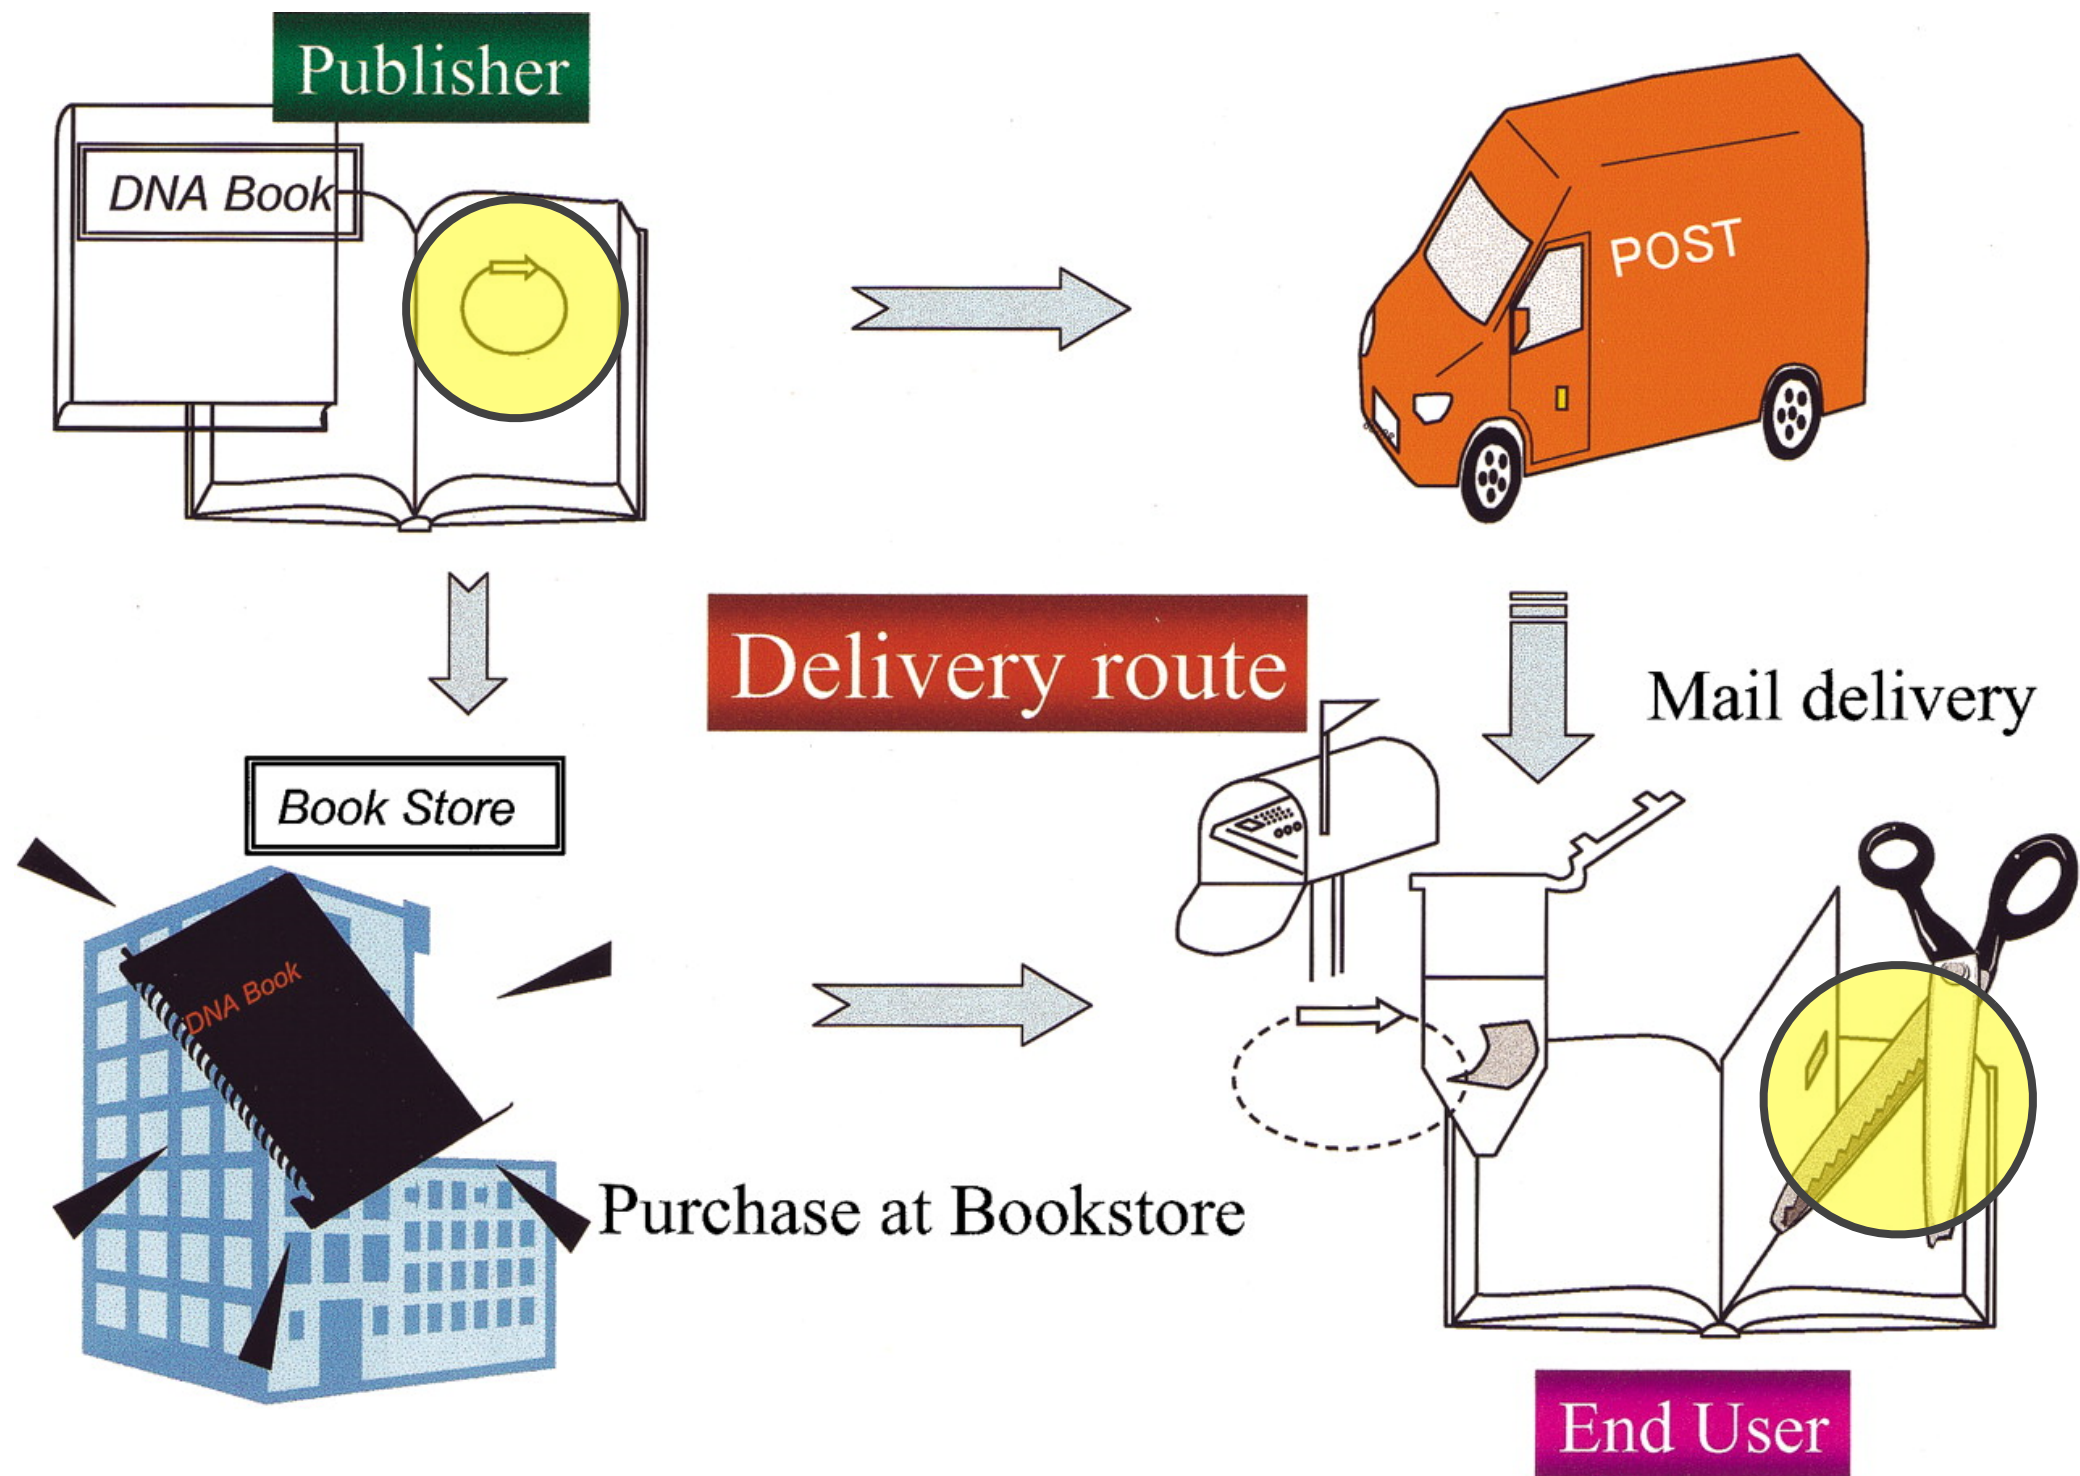 Publisher
DNA Book
POST
Delivery route
Mail delivery
Book Store
DNA Book
Purchase at Bookstore
End User